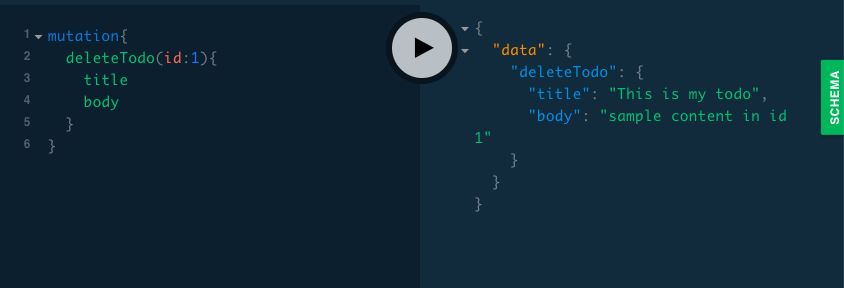 1 mutation{
2 deleteTodo(id:1){
3 title
4 body
5 }
6 }
{
"data": {
"deleteTodo": {
"title": "This is my todo",
"body": "sample content in id
1"
}
}
}
SCHEMA